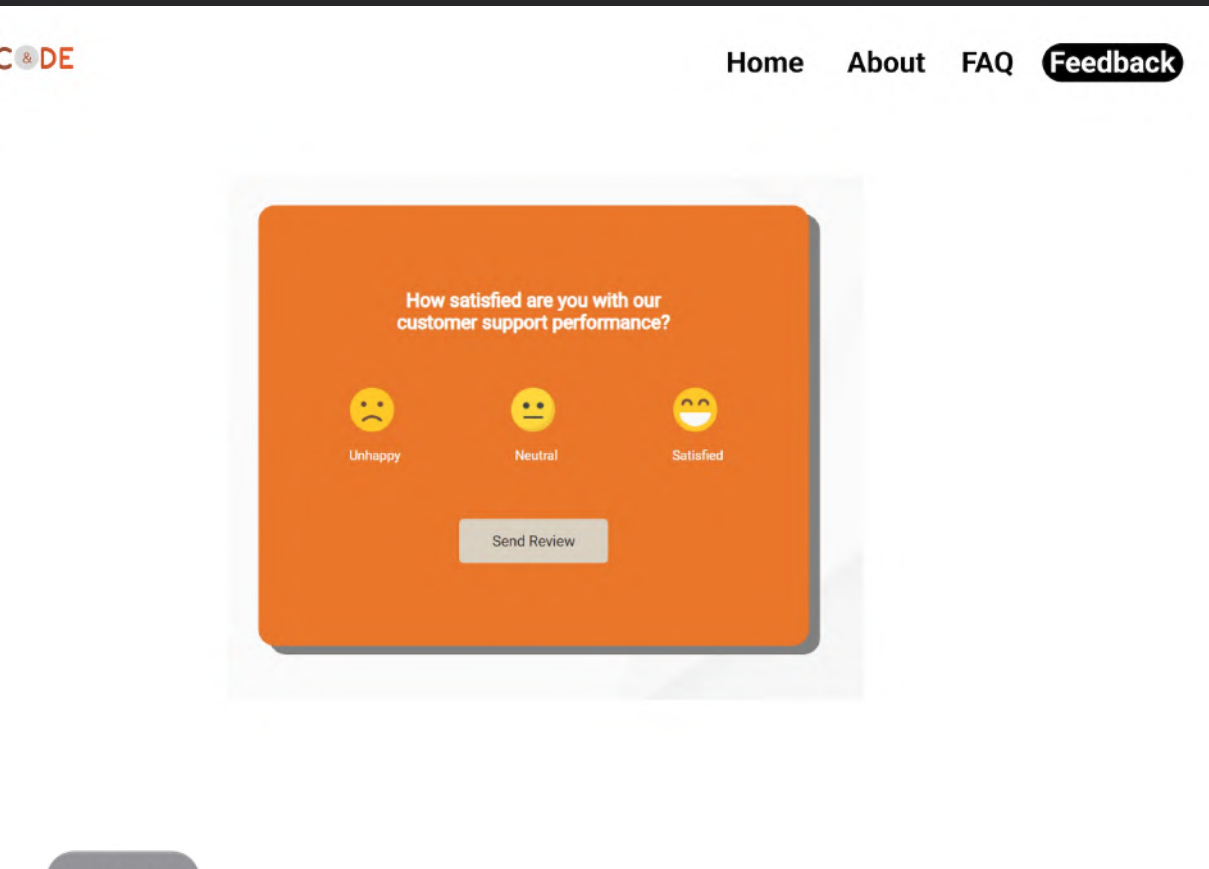 C&DE
Home About FAQ Feedback
How satisfied are you with our
customer support performance?
Unhappy Neutral Satisfied
Send Review